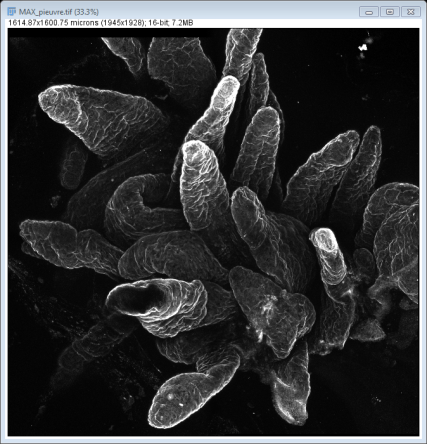 MAX_pieuvre.tif (33.3%)
1614.87x1600.75 microns (1945x1928); 16-bit; 7.2MB